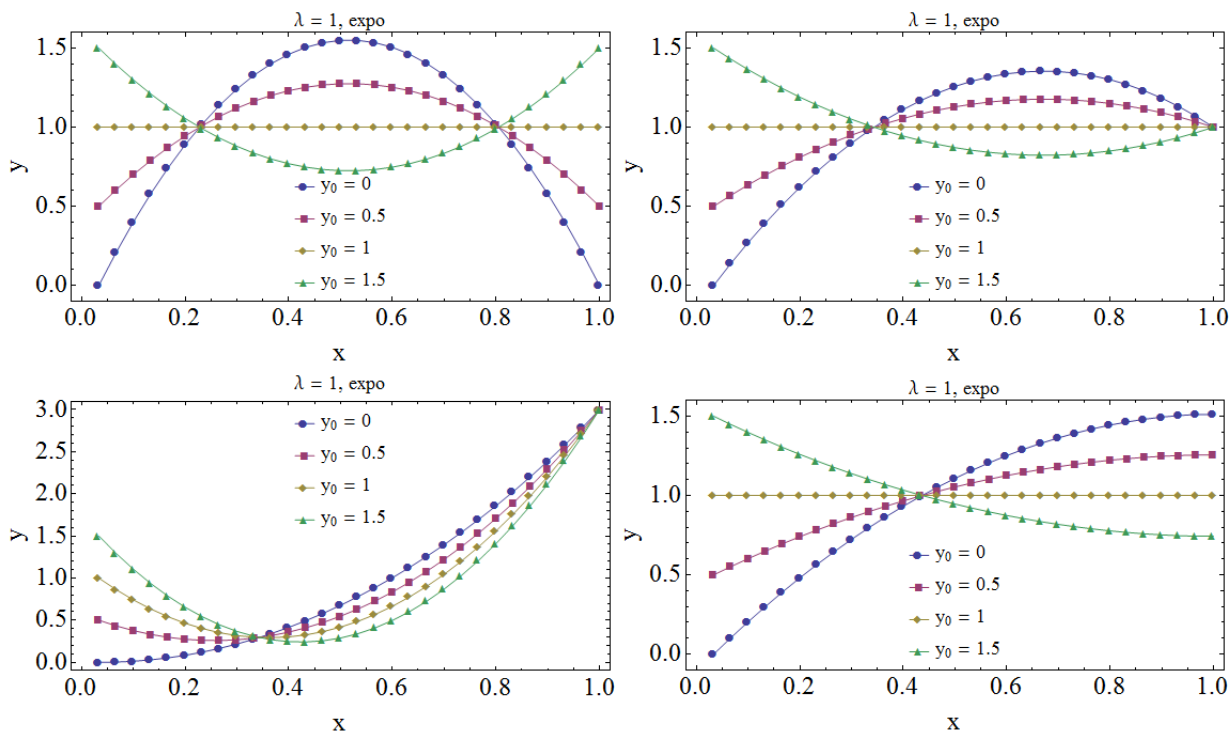 λ = 1, expo
1.5
1.0
0.5
0.0
y
y₀ = 0
y₀ = 0.5
y₀ = 1
y₀ = 1.5
0.0 0.2 0.4 0.6 0.8 1.0
x
λ = 1, expo
1.5
1.0
0.5
0.0
y
y₀ = 0
y₀ = 0.5
y₀ = 1
y₀ = 1.5
0.0 0.2 0.4 0.6 0.8 1.0
x
λ = 1, expo
3.0
2.5
2.0
1.5
1.0
0.5
0.0
y
y₀ = 0
y₀ = 0.5
y₀ = 1
y₀ = 1.5
0.0 0.2 0.4 0.6 0.8 1.0
x
λ = 1, expo
1.5
1.0
0.5
0.0
y
y₀ = 0
y₀ = 0.5
y₀ = 1
y₀ = 1.5
0.0 0.2 0.4 0.6 0.8 1.0
x